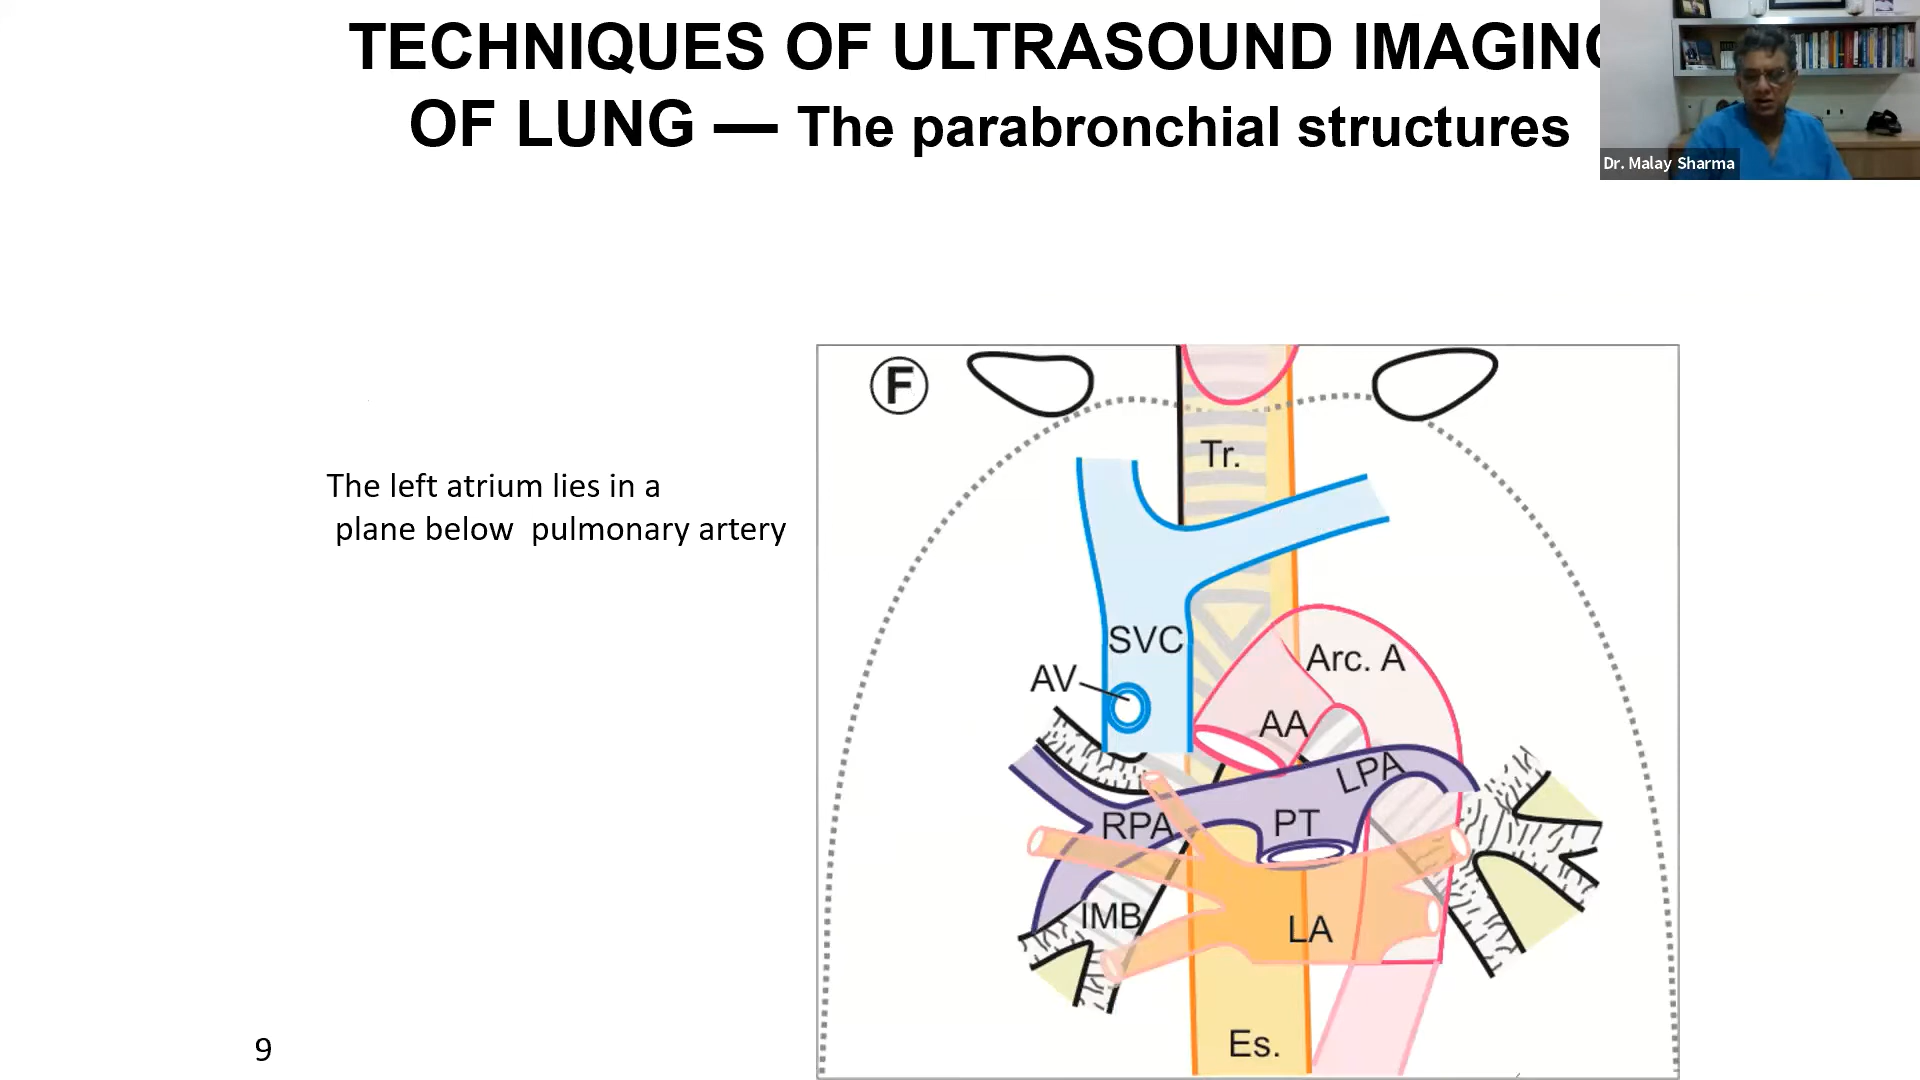 TECHNIQUES OF ULTRASOUND IMAGING
OF LUNG — The parabronchial structures
Dr. Malay Sharma
The left atrium lies in a
plane below pulmonary artery
F
Tr.
SVC
AV
Arc. A
AA
LPA
PT
RPA
IMB
LA
Es.
9